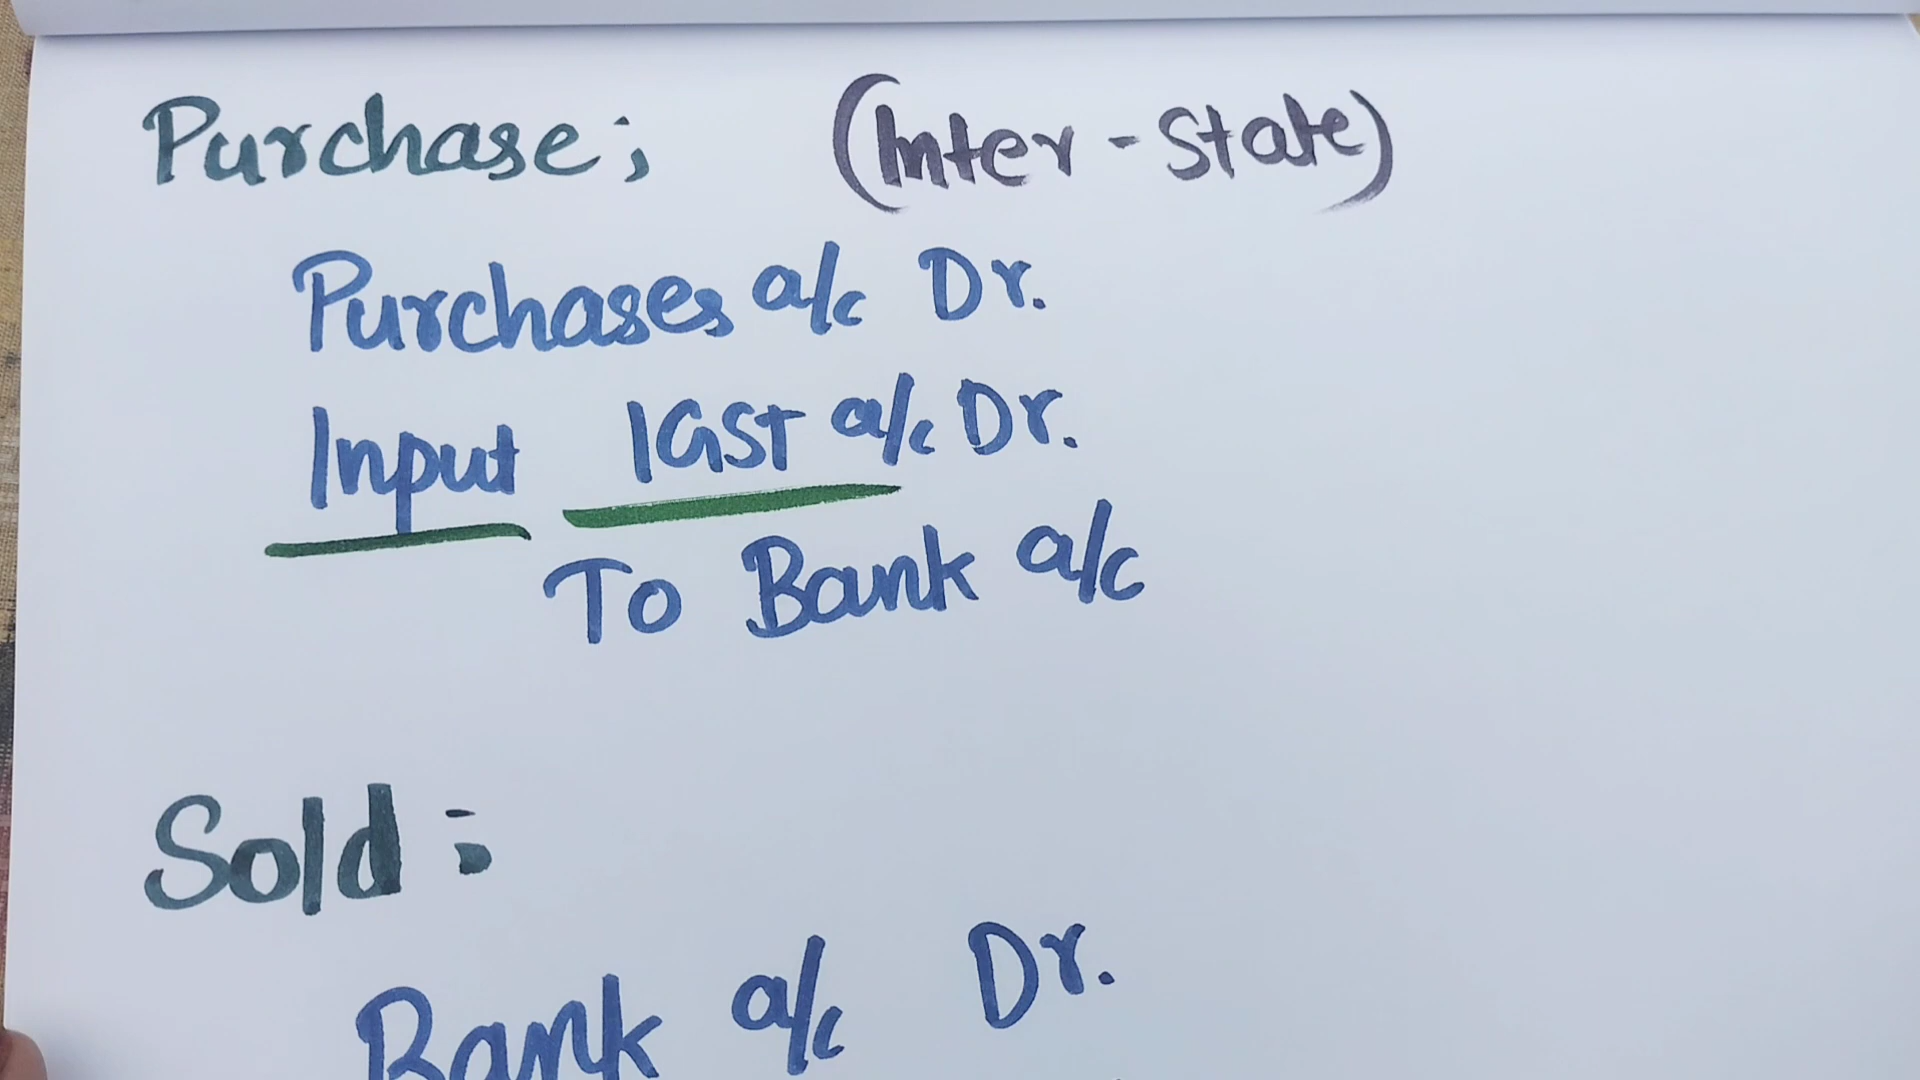 Purchase; (Inter-State)
Purchases a/c Dr.
Input IGST a/c Dr.
To Bank a/c
Sold :
Bank a/c Dr.